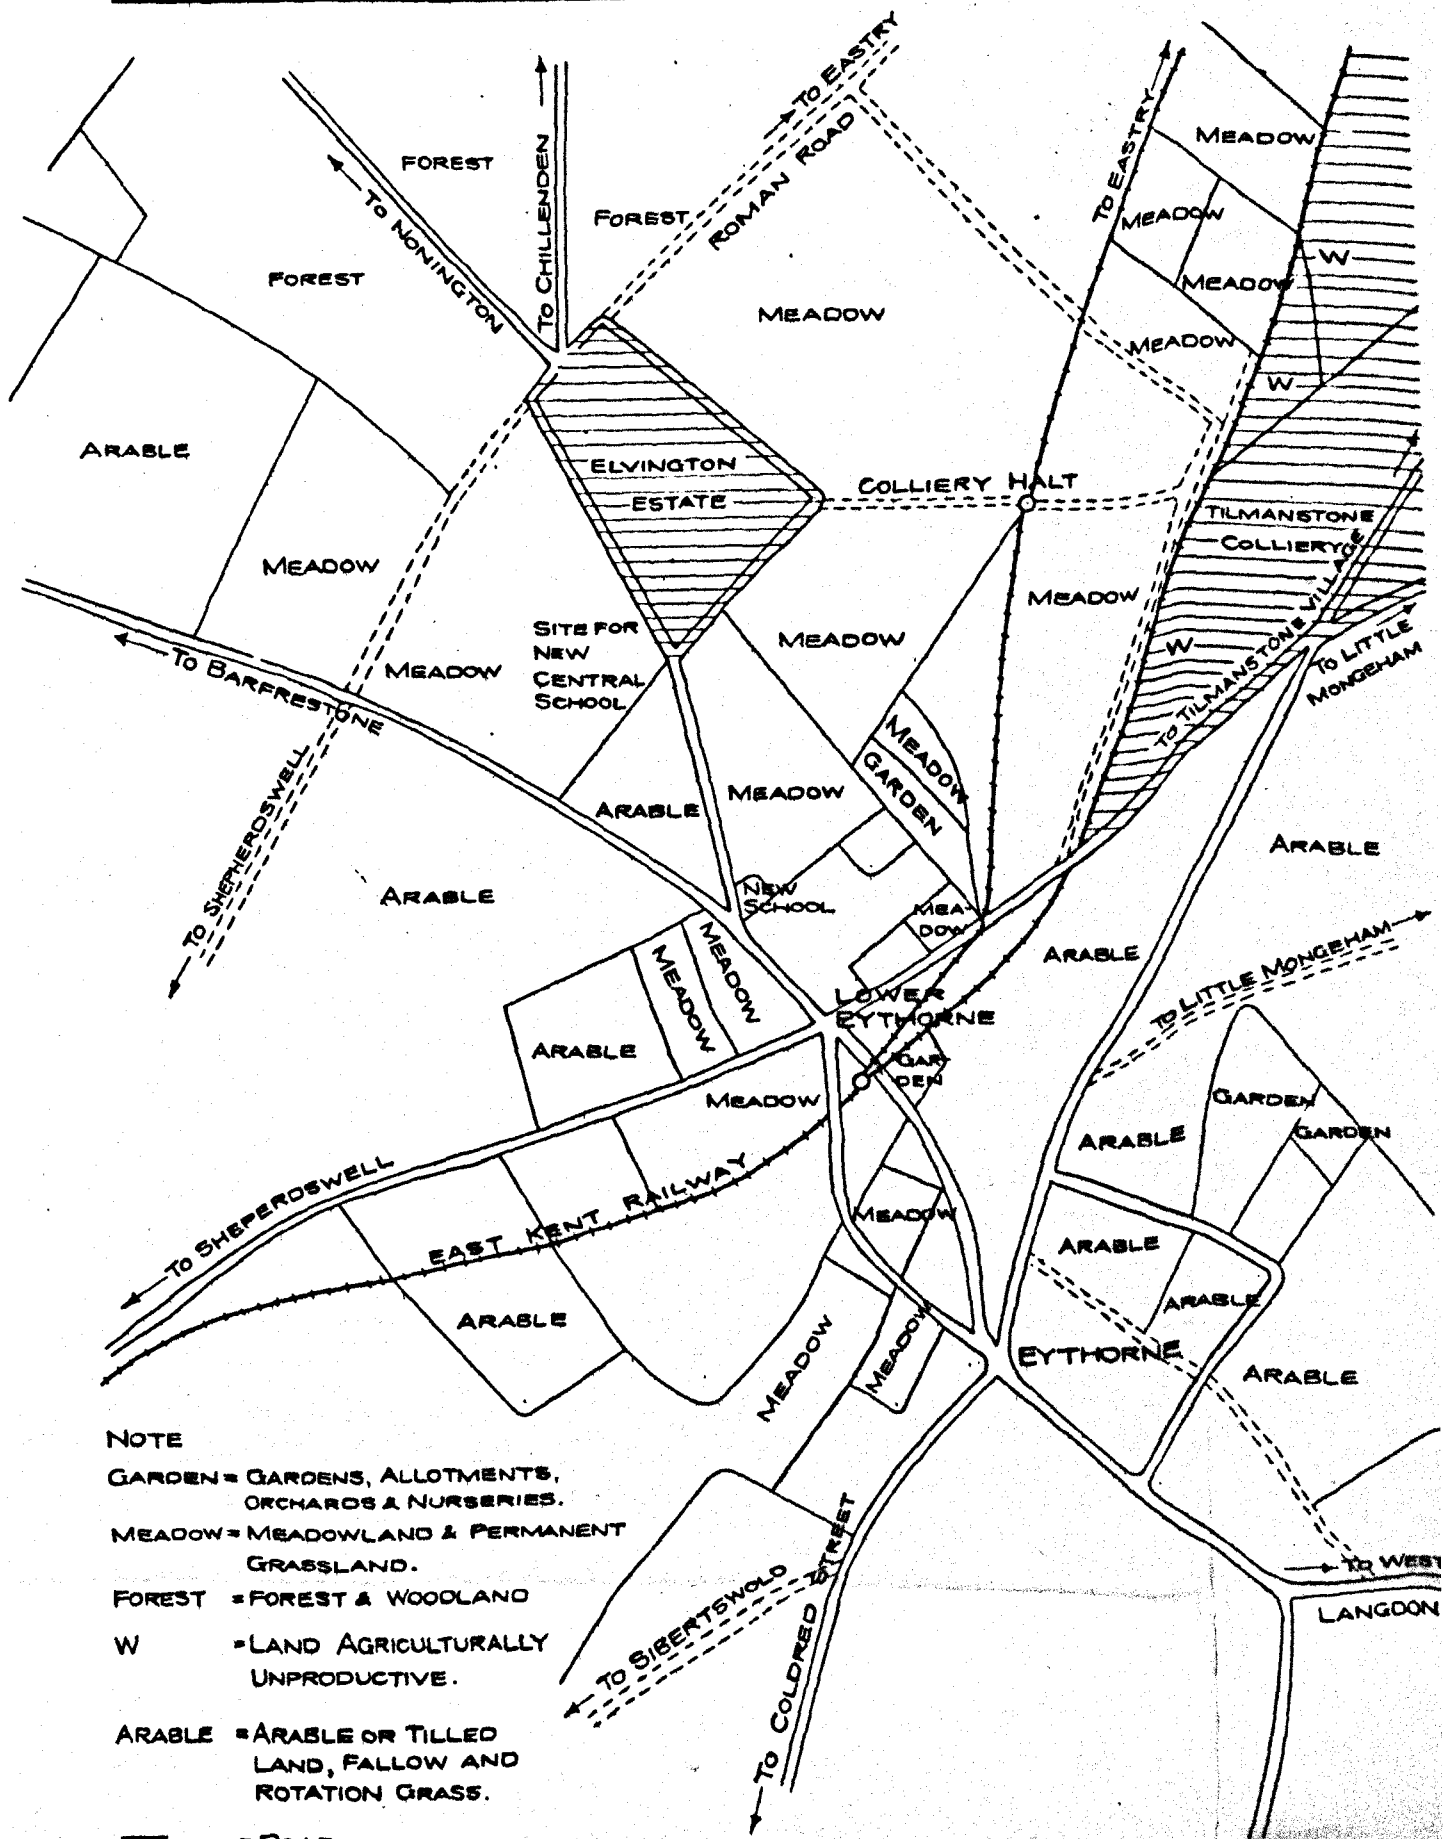 To Eastry
Roman Road
To Eastry
Meadow
Forest
To Chillenden
To Nonington
Forest
Meadow
Forest
W
Meadow
Meadow
Meadow
W
Arable
Elvington
Estate
Colliery Halt
Tilmanstone
Colliery
Meadow
Meadow
Site for
New
Central
School
Meadow
Meadow
W
To Tilmanstone Village
To Little
Mongeham
To Barfrestone
To Shepherdswell
Meadow
Garden
Meadow
Arable
Arable
Arable
New
School
Mea-
dow
Arable
To Little Mongeham
Meadow
Meadow
Lower
Eythorne
Arable
Gar-
den
Meadow
Garden
Garden
Arable
To Sheperdswell
East Kent Railway
Meadow
Arable
Arable
Arable
Meadow
Meadow
Eythorne
Arable
Note
Garden = Gardens, Allotments,
Orchards & Nurseries.
Meadow = Meadowland & Permanent
Grassland.
Forest = Forest & Woodland
W = Land Agriculturally
Unproductive.
Arable = Arable or Tilled
Land, Fallow and
Rotation Grass.
= Road
To Sibertswold
To Coldred Street
To West
Langdon